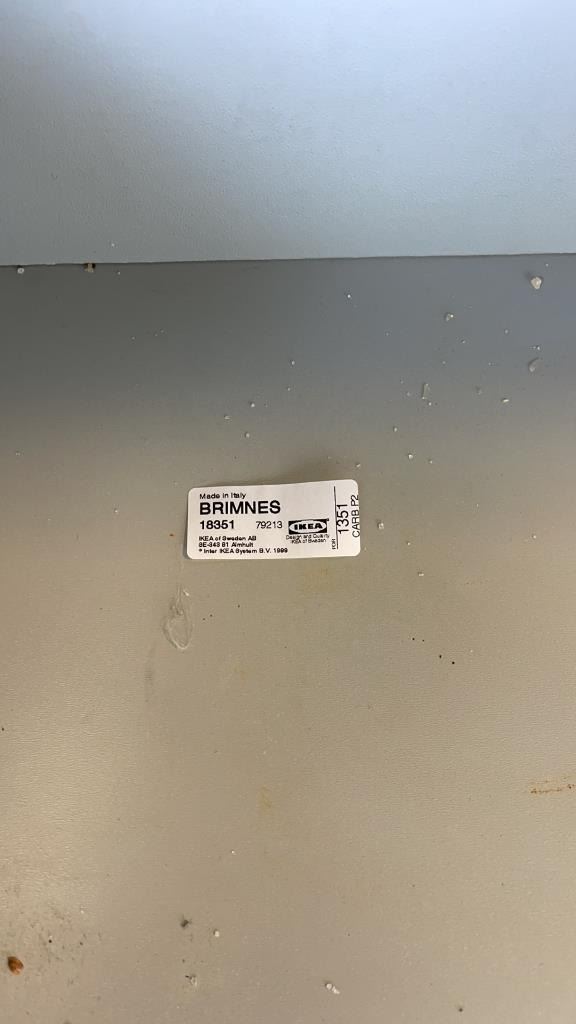 Made in Italy
BRIMNES
18351 79213
IKEA
Design and Quality
IKEA of Sweden
IKEA of Sweden AB
SE-343 81 Älmhult
® Inter IKEA System B.V. 1999
PDN
1351
CARB P2